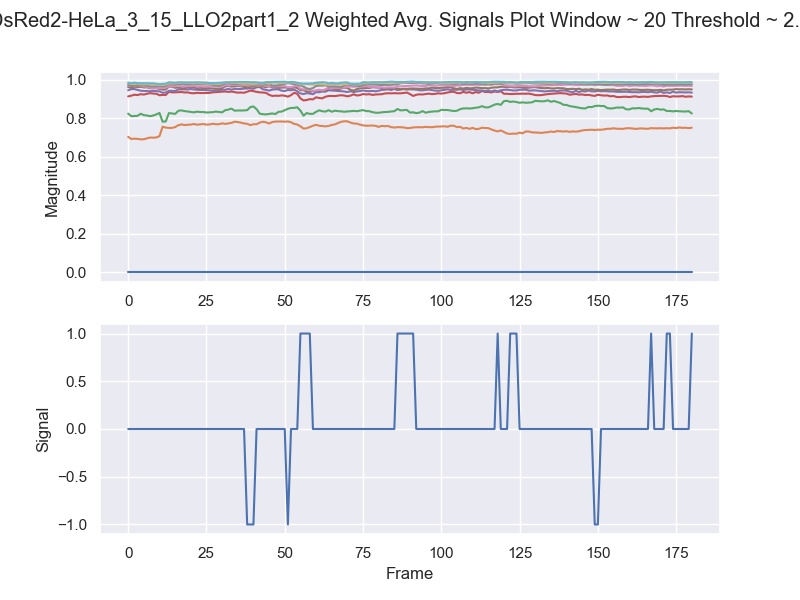 DsRed2-HeLa_3_15_LLO2part1_2 Weighted Avg. Signals Plot Window ~ 20 Threshold ~ 2.
1.0
0.8
0.6
0.4
0.2
0.0
Magnitude
0 25 50 75 100 125 150 175
1.0
0.5
0.0
−0.5
−1.0
Signal
0 25 50 75 100 125 150 175
Frame